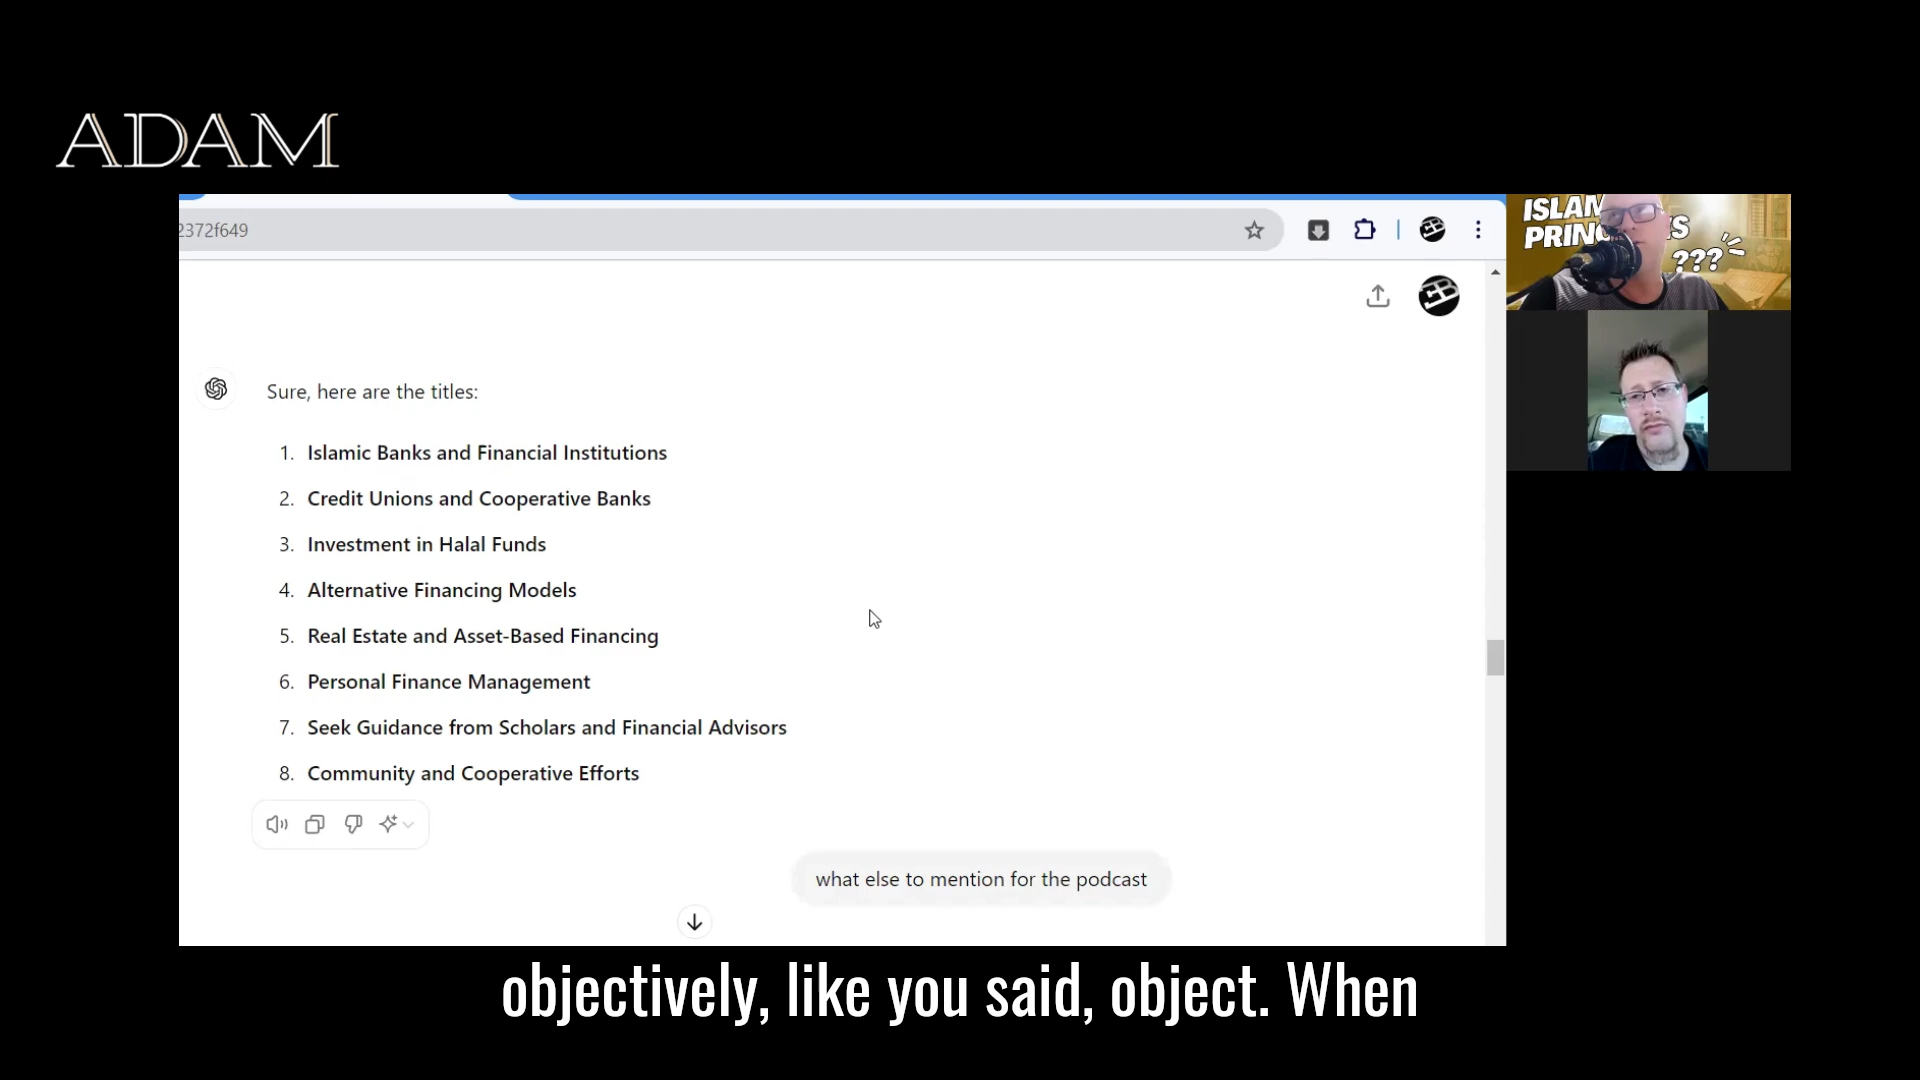 ADAM
2372f649
Sure, here are the titles:
1. Islamic Banks and Financial Institutions
2. Credit Unions and Cooperative Banks
3. Investment in Halal Funds
4. Alternative Financing Models
5. Real Estate and Asset-Based Financing
6. Personal Finance Management
7. Seek Guidance from Scholars and Financial Advisors
8. Community and Cooperative Efforts
what else to mention for the podcast
???
objectively, like you said, object. When